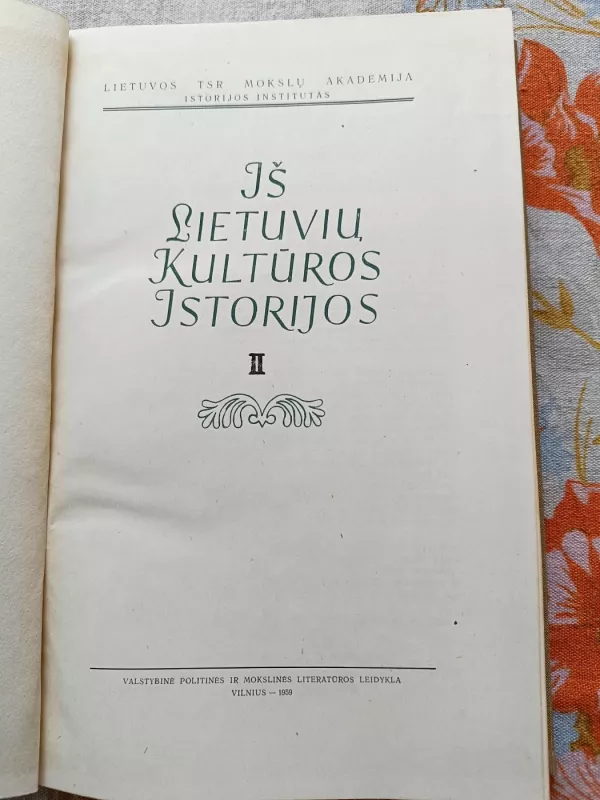 LIETUVOS TSR MOKSLŲ AKADEMIJA
ISTORIJOS INSTITUTAS
IŠ
LIETUVIŲ
KULTŪROS
ISTORIJOS
II
VALSTYBINĖ POLITINĖS IR MOKSLINĖS LITERATŪROS LEIDYKLA
VILNIUS — 1959